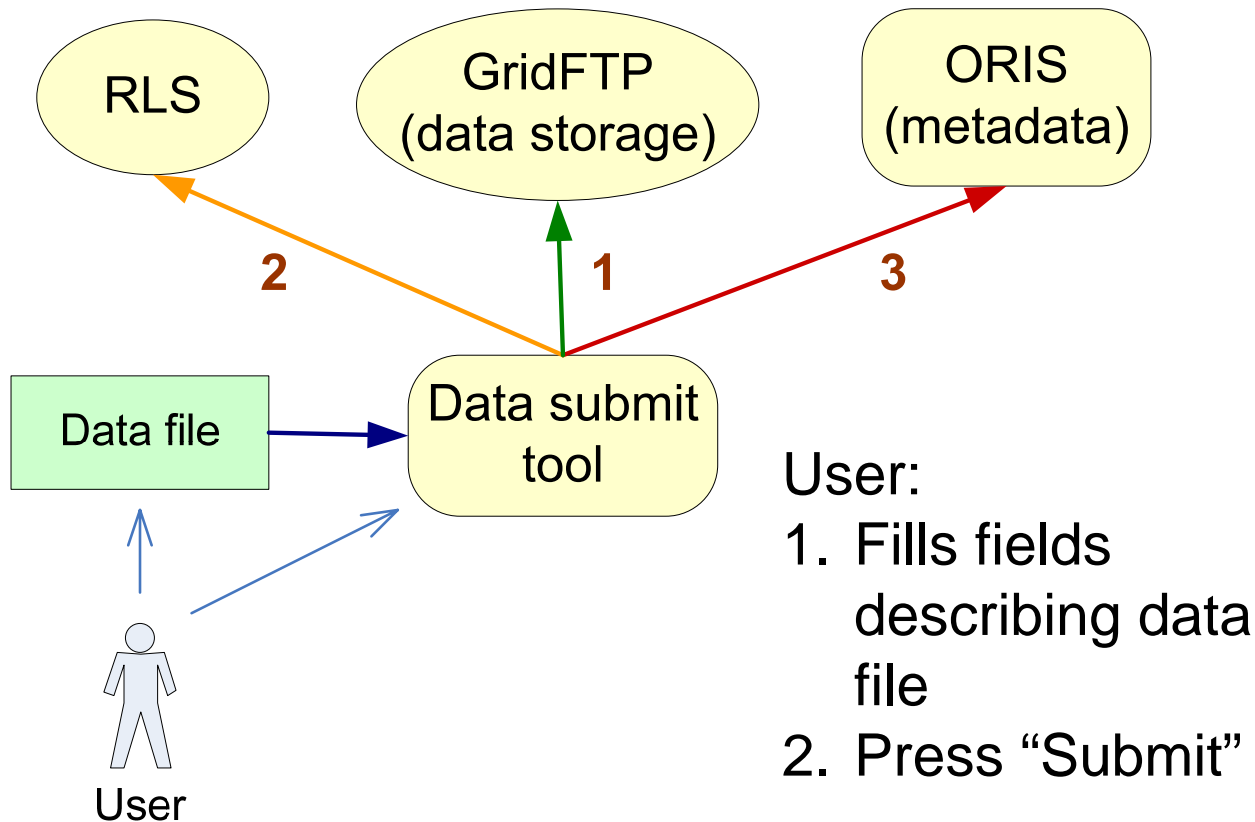 RLS
GridFTP
(data storage)
ORIS
(metadata)
2
1
3
Data file
Data submit
tool
User:
1. Fills fields
describing data
file
2. Press “Submit”
User